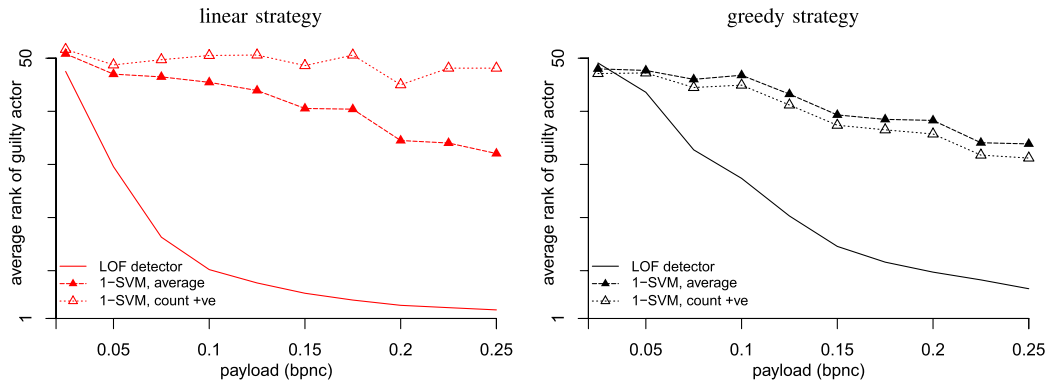 linear strategy
average rank of guilty actor
50
1
LOF detector
1−SVM, average
1−SVM, count +ve
0.05 0.1 0.15 0.2 0.25
payload (bpnc)
greedy strategy
average rank of guilty actor
50
1
LOF detector
1−SVM, average
1−SVM, count +ve
0.05 0.1 0.15 0.2 0.25
payload (bpnc)